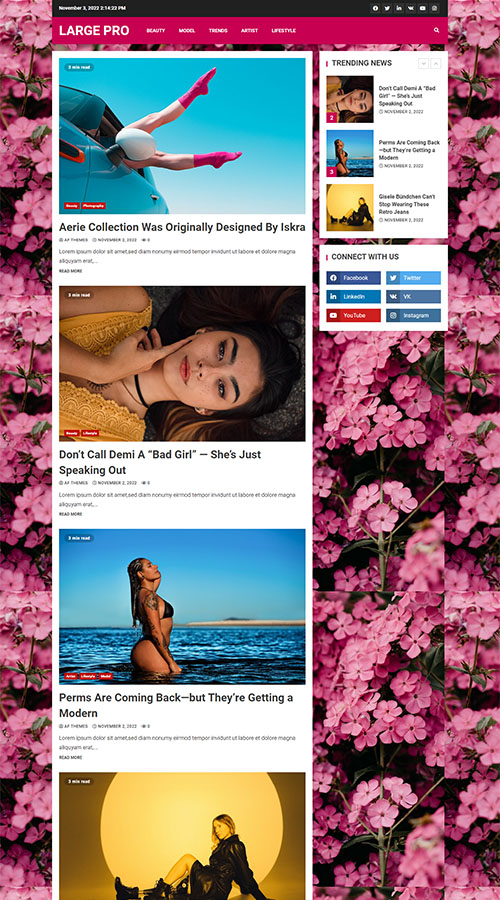 November 3, 2022 2:14:22 PM
LARGE PRO
BEAUTY MODEL TRENDS ARTIST LIFESTYLE
3 min read
Beauty Photography
Aerie Collection Was Originally Designed By Iskra
AF THEMES NOVEMBER 2, 2022 0
Lorem ipsum dolor sit amet,sed diam nonumy eirmod tempor invidunt ut labore et dolore magna
aliquyam erat,...
READ MORE
3 min read
Beauty Lifestyle
Don't Call Demi A “Bad Girl” — She's Just
Speaking Out
AF THEMES NOVEMBER 2, 2022 0
Lorem ipsum dolor sit amet,sed diam nonumy eirmod tempor invidunt ut labore et dolore magna
aliquyam erat,...
READ MORE
3 min read
Artist Lifestyle Model
Perms Are Coming Back—but They're Getting a
Modern
AF THEMES NOVEMBER 2, 2022 0
Lorem ipsum dolor sit amet,sed diam nonumy eirmod tempor invidunt ut labore et dolore magna
aliquyam erat,...
READ MORE
3 min read
TRENDING NEWS
2
Don't Call Demi A “Bad
Girl” — She's Just
Speaking Out
NOVEMBER 2, 2022
3
Perms Are Coming Back
—but They're Getting a
Modern
NOVEMBER 2, 2022
Gisele Bündchen Can't
Stop Wearing These
Retro Jeans
NOVEMBER 2, 2022
CONNECT WITH US
Facebook Twitter
LinkedIn VK
YouTube Instagram